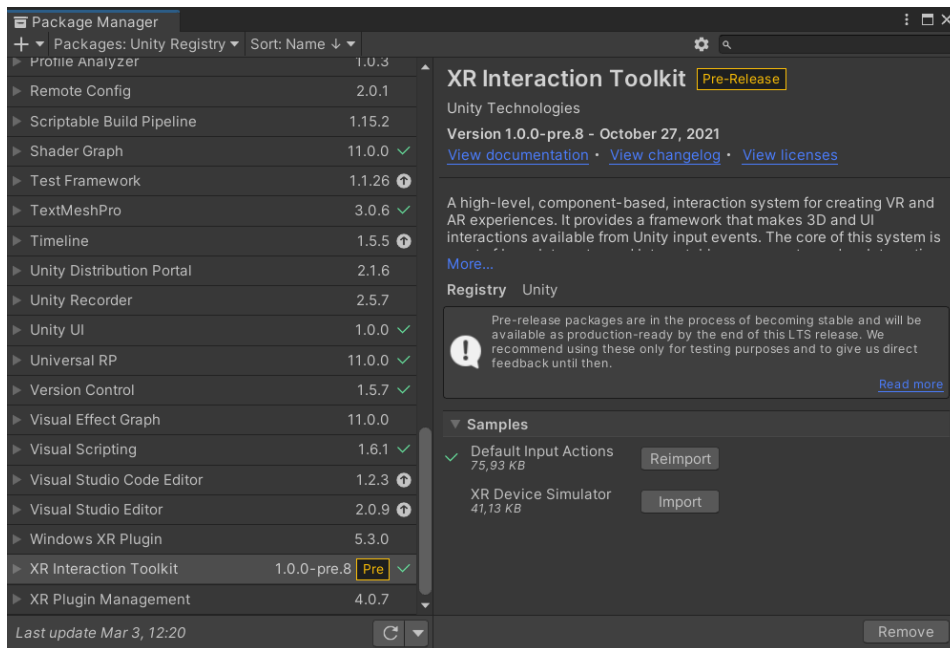 Package Manager
Packages: Unity Registry Sort: Name ↓
Profile Analyzer 1.0.3
Remote Config 2.0.1
Scriptable Build Pipeline 1.15.2
Shader Graph 11.0.0
Test Framework 1.1.26
TextMeshPro 3.0.6
Timeline 1.5.5
Unity Distribution Portal 2.1.6
Unity Recorder 2.5.7
Unity UI 1.0.0
Universal RP 11.0.0
Version Control 1.5.7
Visual Effect Graph 11.0.0
Visual Scripting 1.6.1
Visual Studio Code Editor 1.2.3
Visual Studio Editor 2.0.9
Windows XR Plugin 5.3.0
XR Interaction Toolkit 1.0.0-pre.8 Pre
XR Plugin Management 4.0.7
Last update Mar 3, 12:20
XR Interaction Toolkit Pre-Release
Unity Technologies
Version 1.0.0-pre.8 - October 27, 2021
View documentation • View changelog • View licenses
A high-level, component-based, interaction system for creating VR and
AR experiences. It provides a framework that makes 3D and UI
interactions available from Unity input events. The core of this system is
More...
Registry Unity
Pre-release packages are in the process of becoming stable and will be
available as production-ready by the end of this LTS release. We
recommend using these only for testing purposes and to give us direct
feedback until then.
Read more
Samples
Default Input Actions
75,93 KB
Reimport
XR Device Simulator
41,13 KB
Import
Remove